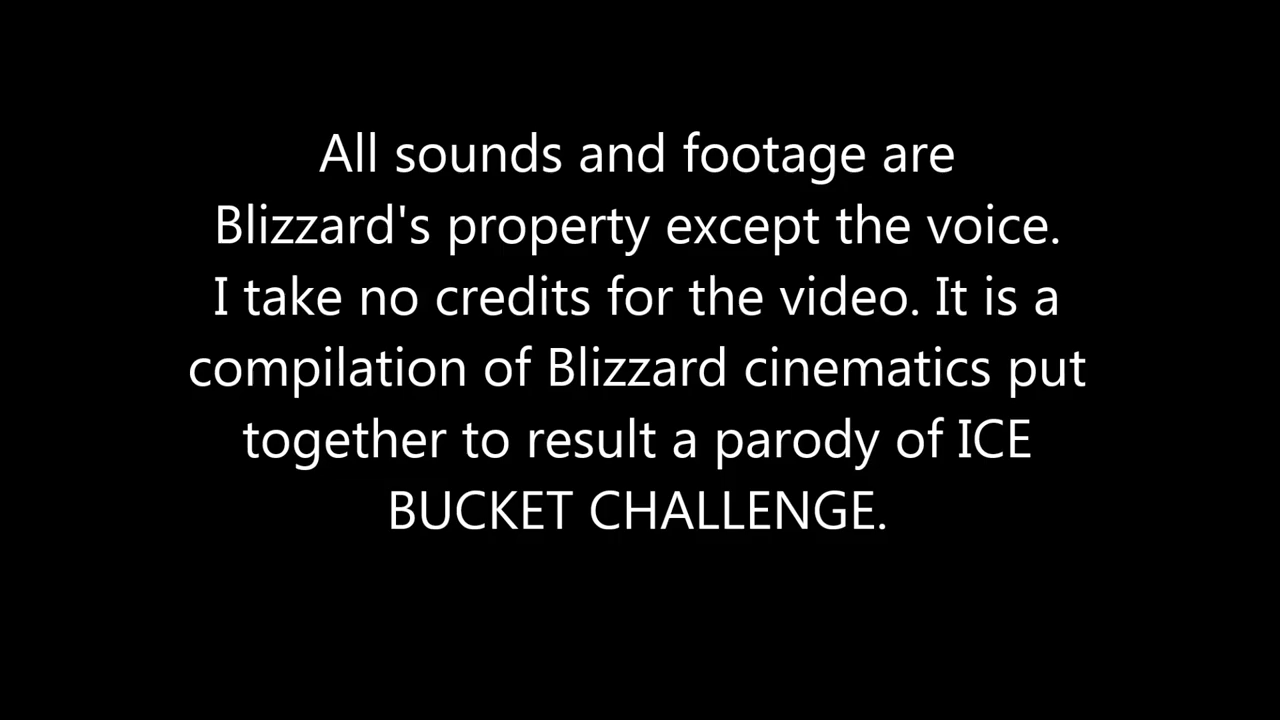 All sounds and footage are
Blizzard's property except the voice.
I take no credits for the video. It is a
compilation of Blizzard cinematics put
together to result a parody of ICE
BUCKET CHALLENGE.